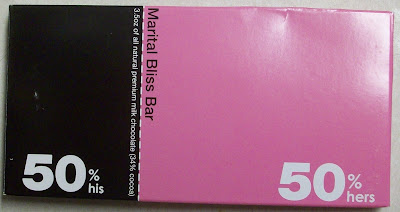 Marital Bliss Bar
3.5oz of all natural premium milk chocolate (34% cocoa)
50% his
50% hers